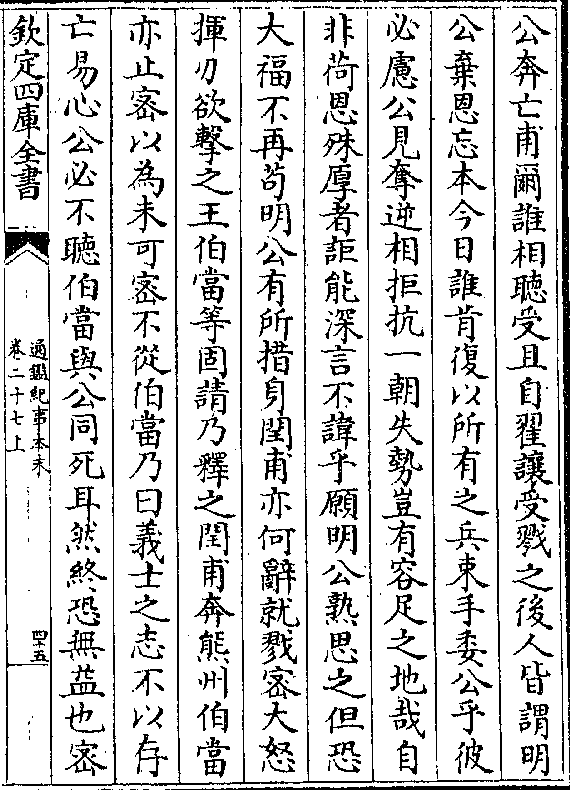 公奔亡甫爾誰相聽受且自翟讓受戮之後人皆謂明
公棄恩忘本今日誰肯復以所有之兵束手委公乎彼
必慮公見奪逆相拒抗一朝失勢豈有容足之地哉自
非荷恩殊厚者詎能深言不諱乎願明公熟思之但恐
大福不再茍明公有所措身閏甫亦何辭就戮密大怒
揮刃欲擊之王伯當等固請乃釋之閏甫奔熊州伯當
亦止密以為未可密不從伯當乃曰義士之志不以存
亡易心公必不聽伯當與公同死耳然終恐無益也密
欽定四庫全書
通鑑紀事本末
卷二十七上
四十五